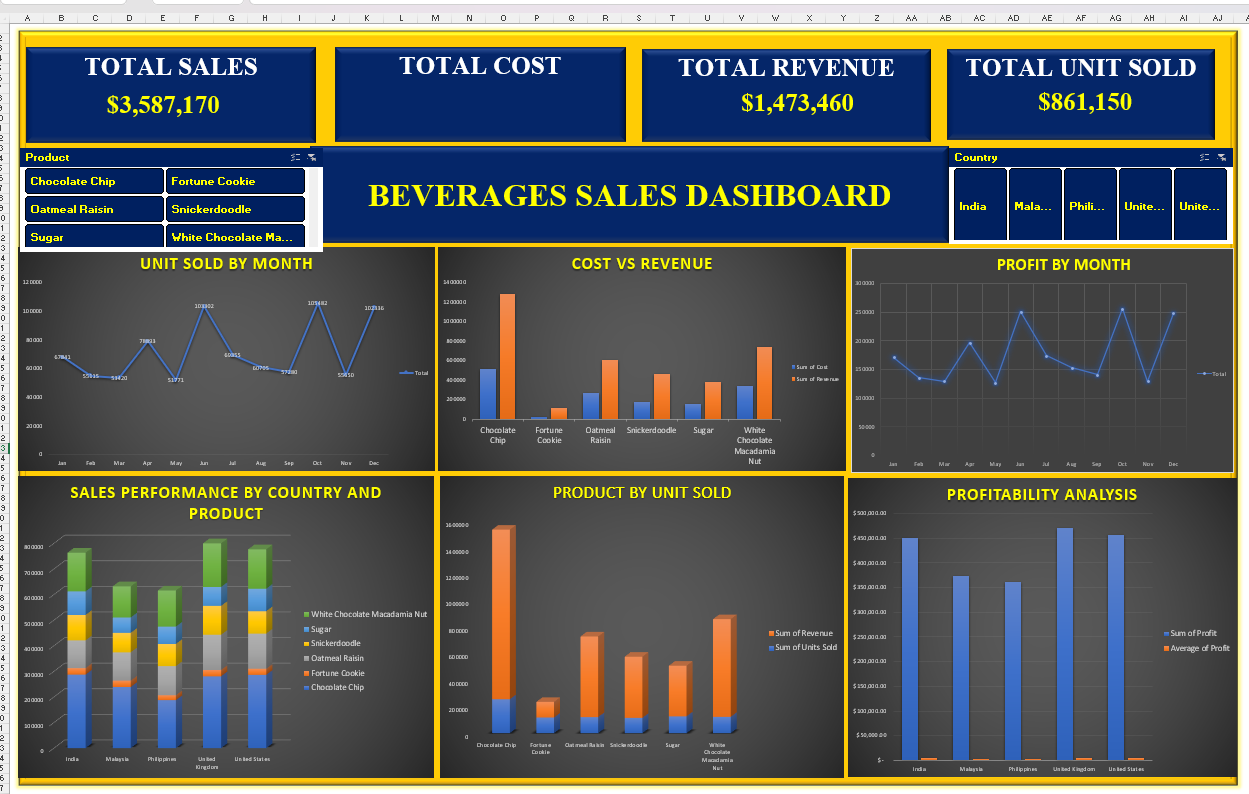 A B C D E F G H I J K L M N O P Q R S T U V W X Y Z AA AB AC AD AE AF AG AH AI AJ
TOTAL SALES
$3,587,170
TOTAL COST
TOTAL REVENUE
$1,473,460
TOTAL UNIT SOLD
$861,150
Product
Chocolate Chip Fortune Cookie
Oatmeal Raisin Snickerdoodle
Sugar White Chocolate Ma...
BEVERAGES SALES DASHBOARD
Country
India Mala... Phili... Unite... Unite...
UNIT SOLD BY MONTH
120000
100000
80000
60000
40000
20000
0
Jan Feb Mar Apr May Jun Jul Aug Sep Oct Nov Dec
Total
COST VS REVENUE
1400000
1200000
1000000
800000
600000
400000
200000
0
Chocolate Chip
Fortune Cookie
Oatmeal Raisin
Snickerdoodle
Sugar
White Chocolate Macadamia Nut
Sum of Cost
Sum of Revenue
PROFIT BY MONTH
300000
250000
200000
150000
100000
50000
0
Jan Feb Mar Apr May Jun Jul Aug Sep Oct Nov Dec
Total
SALES PERFORMANCE BY COUNTRY AND
PRODUCT
800000
700000
600000
500000
400000
300000
200000
100000
0
India
Malaysia
Philippines
United Kingdom
United States
White Chocolate Macadamia Nut
Sugar
Snickerdoodle
Oatmeal Raisin
Fortune Cookie
Chocolate Chip
PRODUCT BY UNIT SOLD
1600000
1400000
1200000
1000000
800000
600000
400000
200000
0
Chocolate Chip
Fortune Cookie
Oatmeal Raisin
Snickerdoodle
Sugar
White Chocolate Macadamia Nut
Sum of Revenue
Sum of Units Sold
PROFITABILITY ANALYSIS
$500,000.00
$450,000.00
$400,000.00
$350,000.00
$300,000.00
$250,000.00
$200,000.00
$150,000.00
$100,000.00
$50,000.00
$-
India
Malaysia
Philippines
United Kingdom
United States
Sum of Profit
Average of Profit